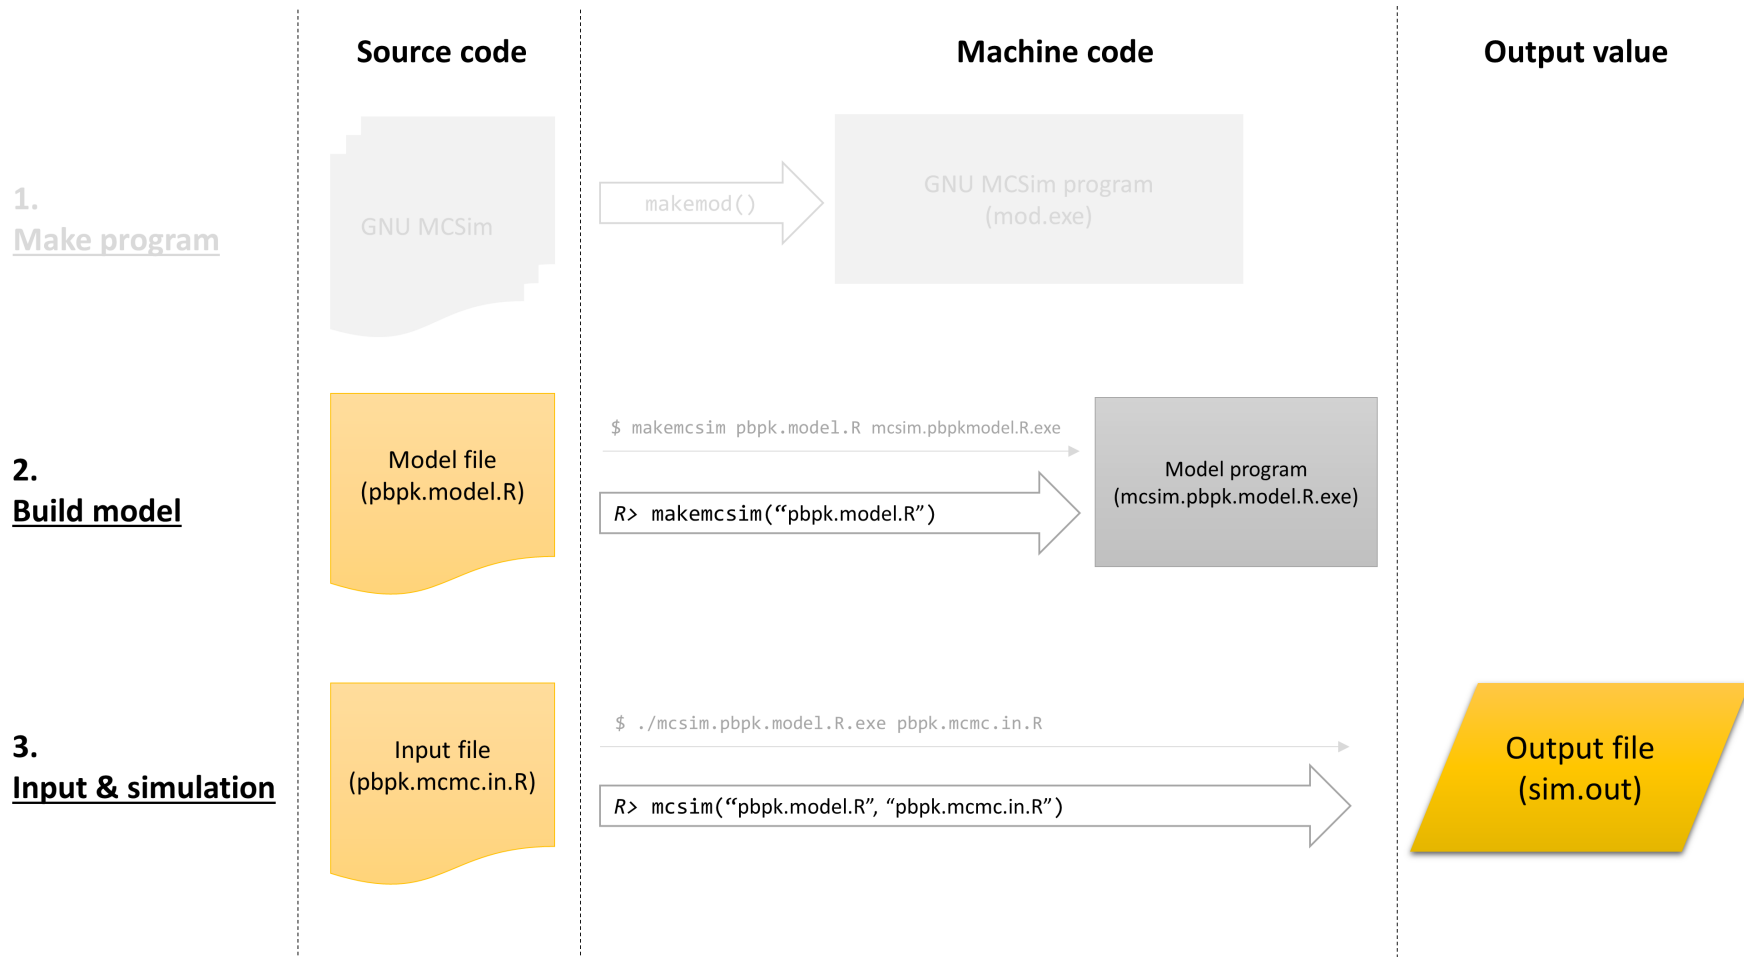 Source code
Machine code
Output value
1.
Make program
GNU MCSim
makemod()
GNU MCSim program
(mod.exe)
2.
Build model
Model file
(pbpk.model.R)
$ makemcsim pbpk.model.R mcsim.pbpkmodel.R.exe
R> makemcsim(“pbpk.model.R”)
Model program
(mcsim.pbpk.model.R.exe)
3.
Input & simulation
Input file
(pbpk.mcmc.in.R)
$ ./mcsim.pbpk.model.R.exe pbpk.mcmc.in.R
R> mcsim(“pbpk.model.R”, “pbpk.mcmc.in.R”)
Output file
(sim.out)